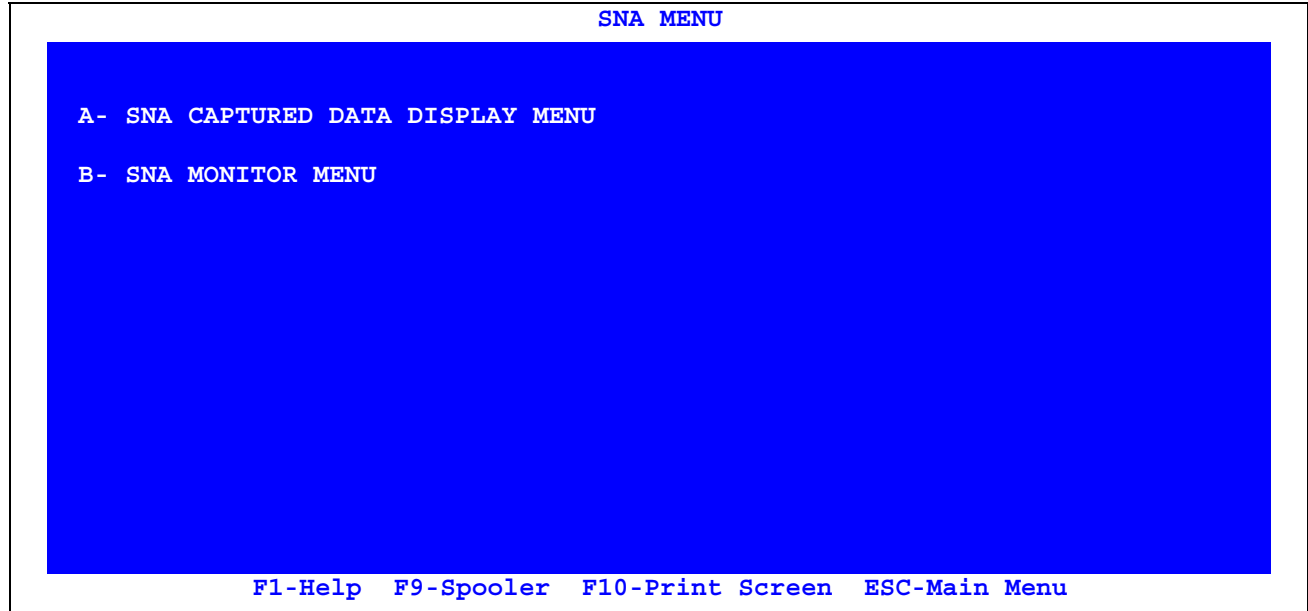 SNA MENU
A- SNA CAPTURED DATA DISPLAY MENU
B- SNA MONITOR MENU
F1-Help F9-Spooler F10-Print Screen ESC-Main Menu